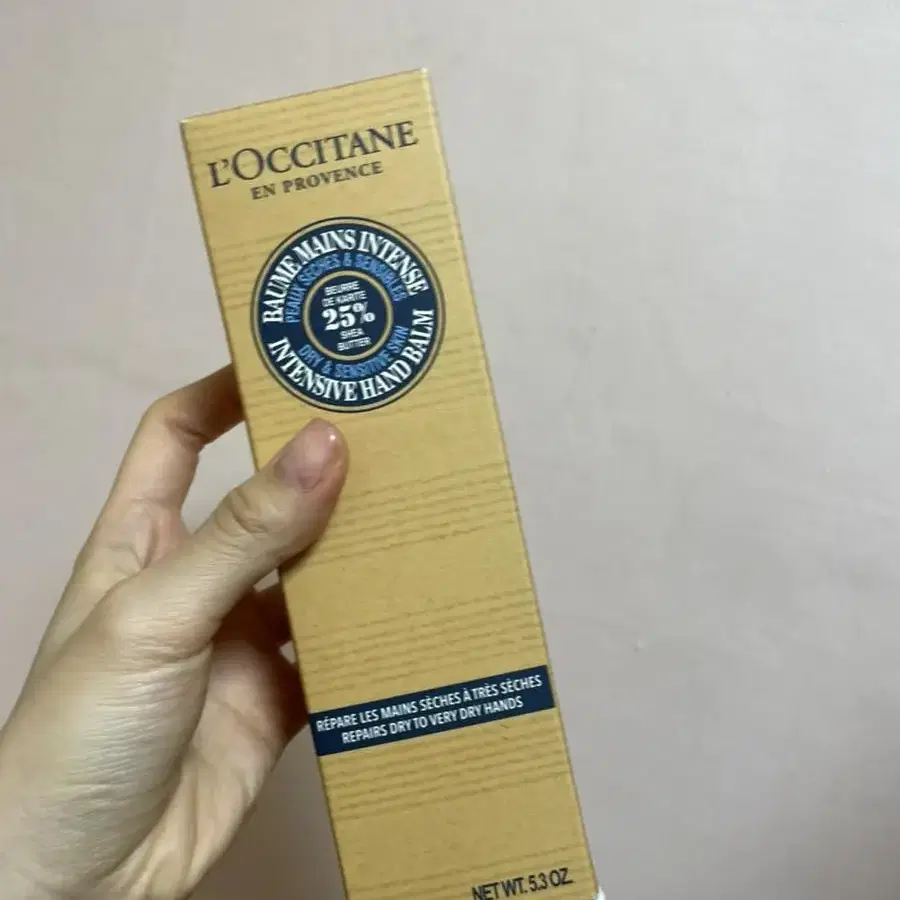 L'OCCITANE
EN PROVENCE
BAUME MAINS INTENSE
PEAUX SÈCHES & SENSIBLES
BEURRE
DE KARITÉ
25%
SHEA
BUTTER
DRY & SENSITIVE SKIN
INTENSIVE HAND BALM
RÉPARE LES MAINS SÈCHES À TRÈS SÈCHES
REPAIRS DRY TO VERY DRY HANDS
NET WT. 5.3 OZ.